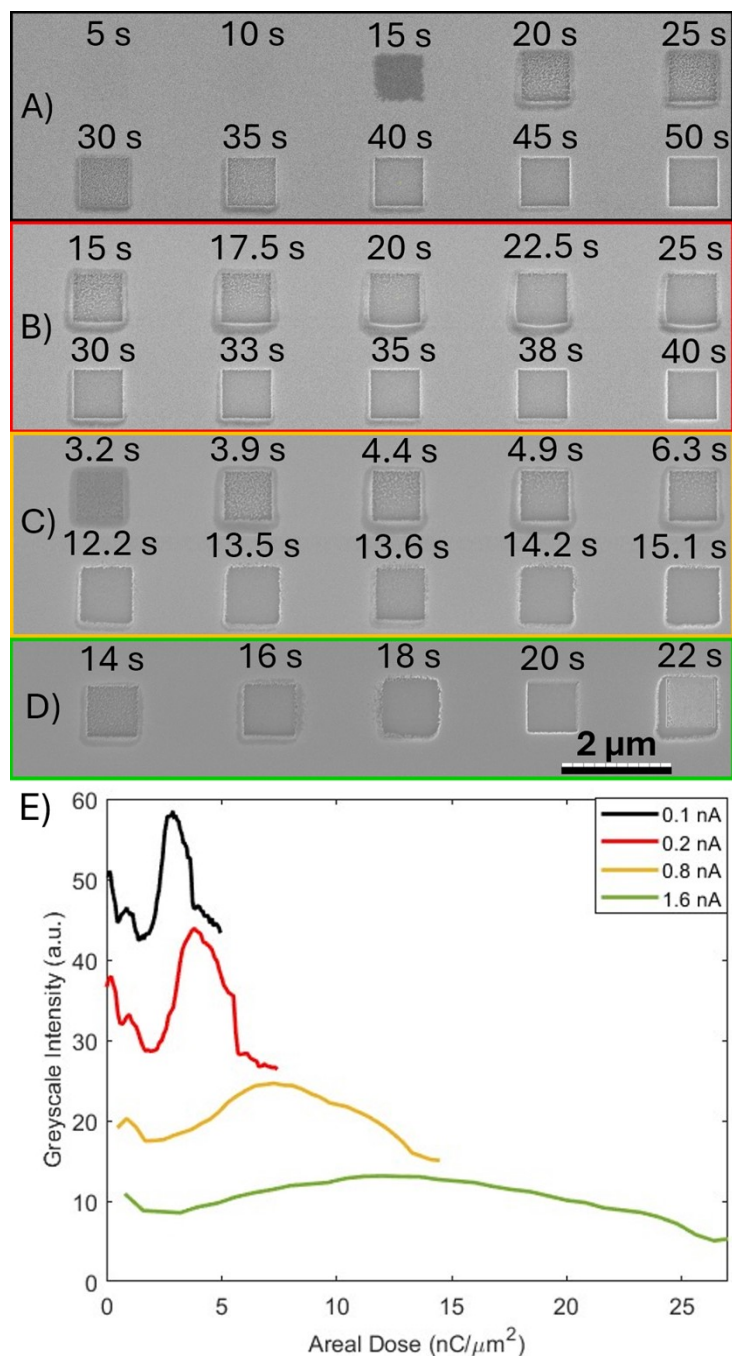 5 s 10 s 15 s 20 s 25 s
A)
30 s 35 s 40 s 45 s 50 s
15 s 17.5 s 20 s 22.5 s 25 s
B)
30 s 33 s 35 s 38 s 40 s
3.2 s 3.9 s 4.4 s 4.9 s 6.3 s
C)
12.2 s 13.5 s 13.6 s 14.2 s 15.1 s
14 s 16 s 18 s 20 s 22 s
D)
2 μm
E)
60
50
40
30
20
10
0
Greyscale Intensity (a.u.)
0.1 nA
0.2 nA
0.8 nA
1.6 nA
0 5 10 15 20 25
Areal Dose (nC/μm²)